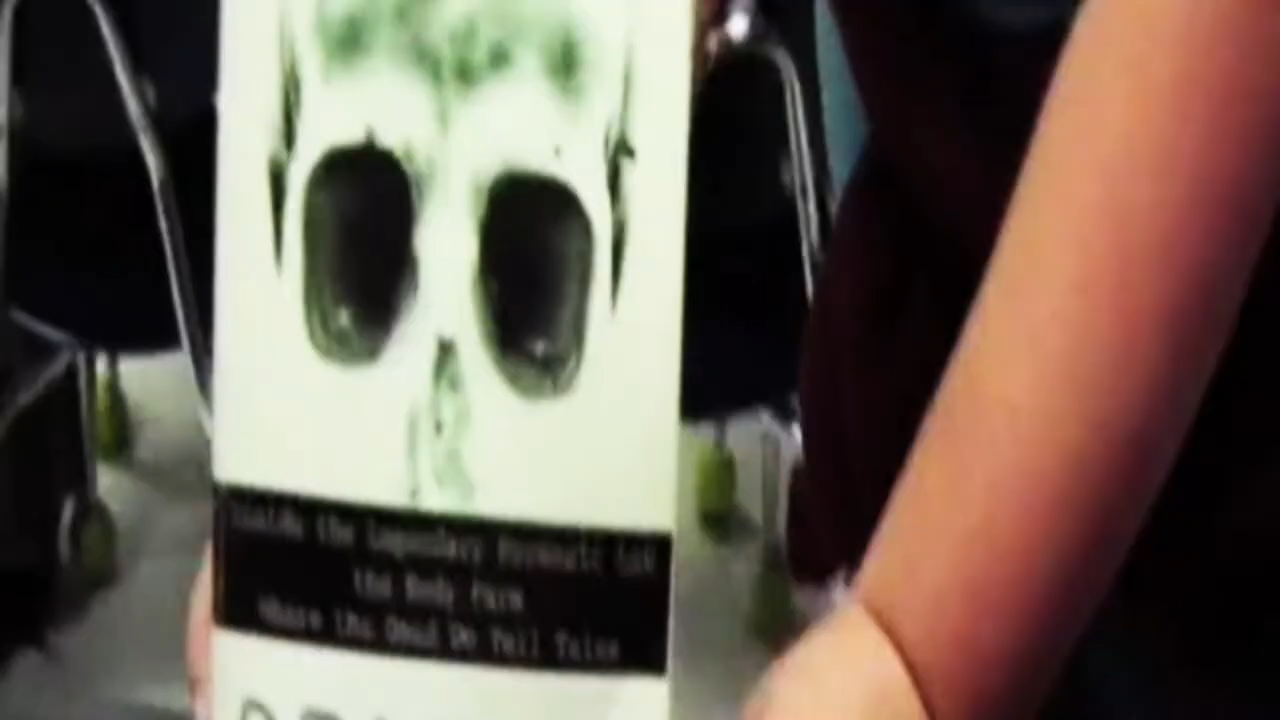 Inside the Legendary Forensic Lab
the Body Farm
Where the Dead Do Tell Tales